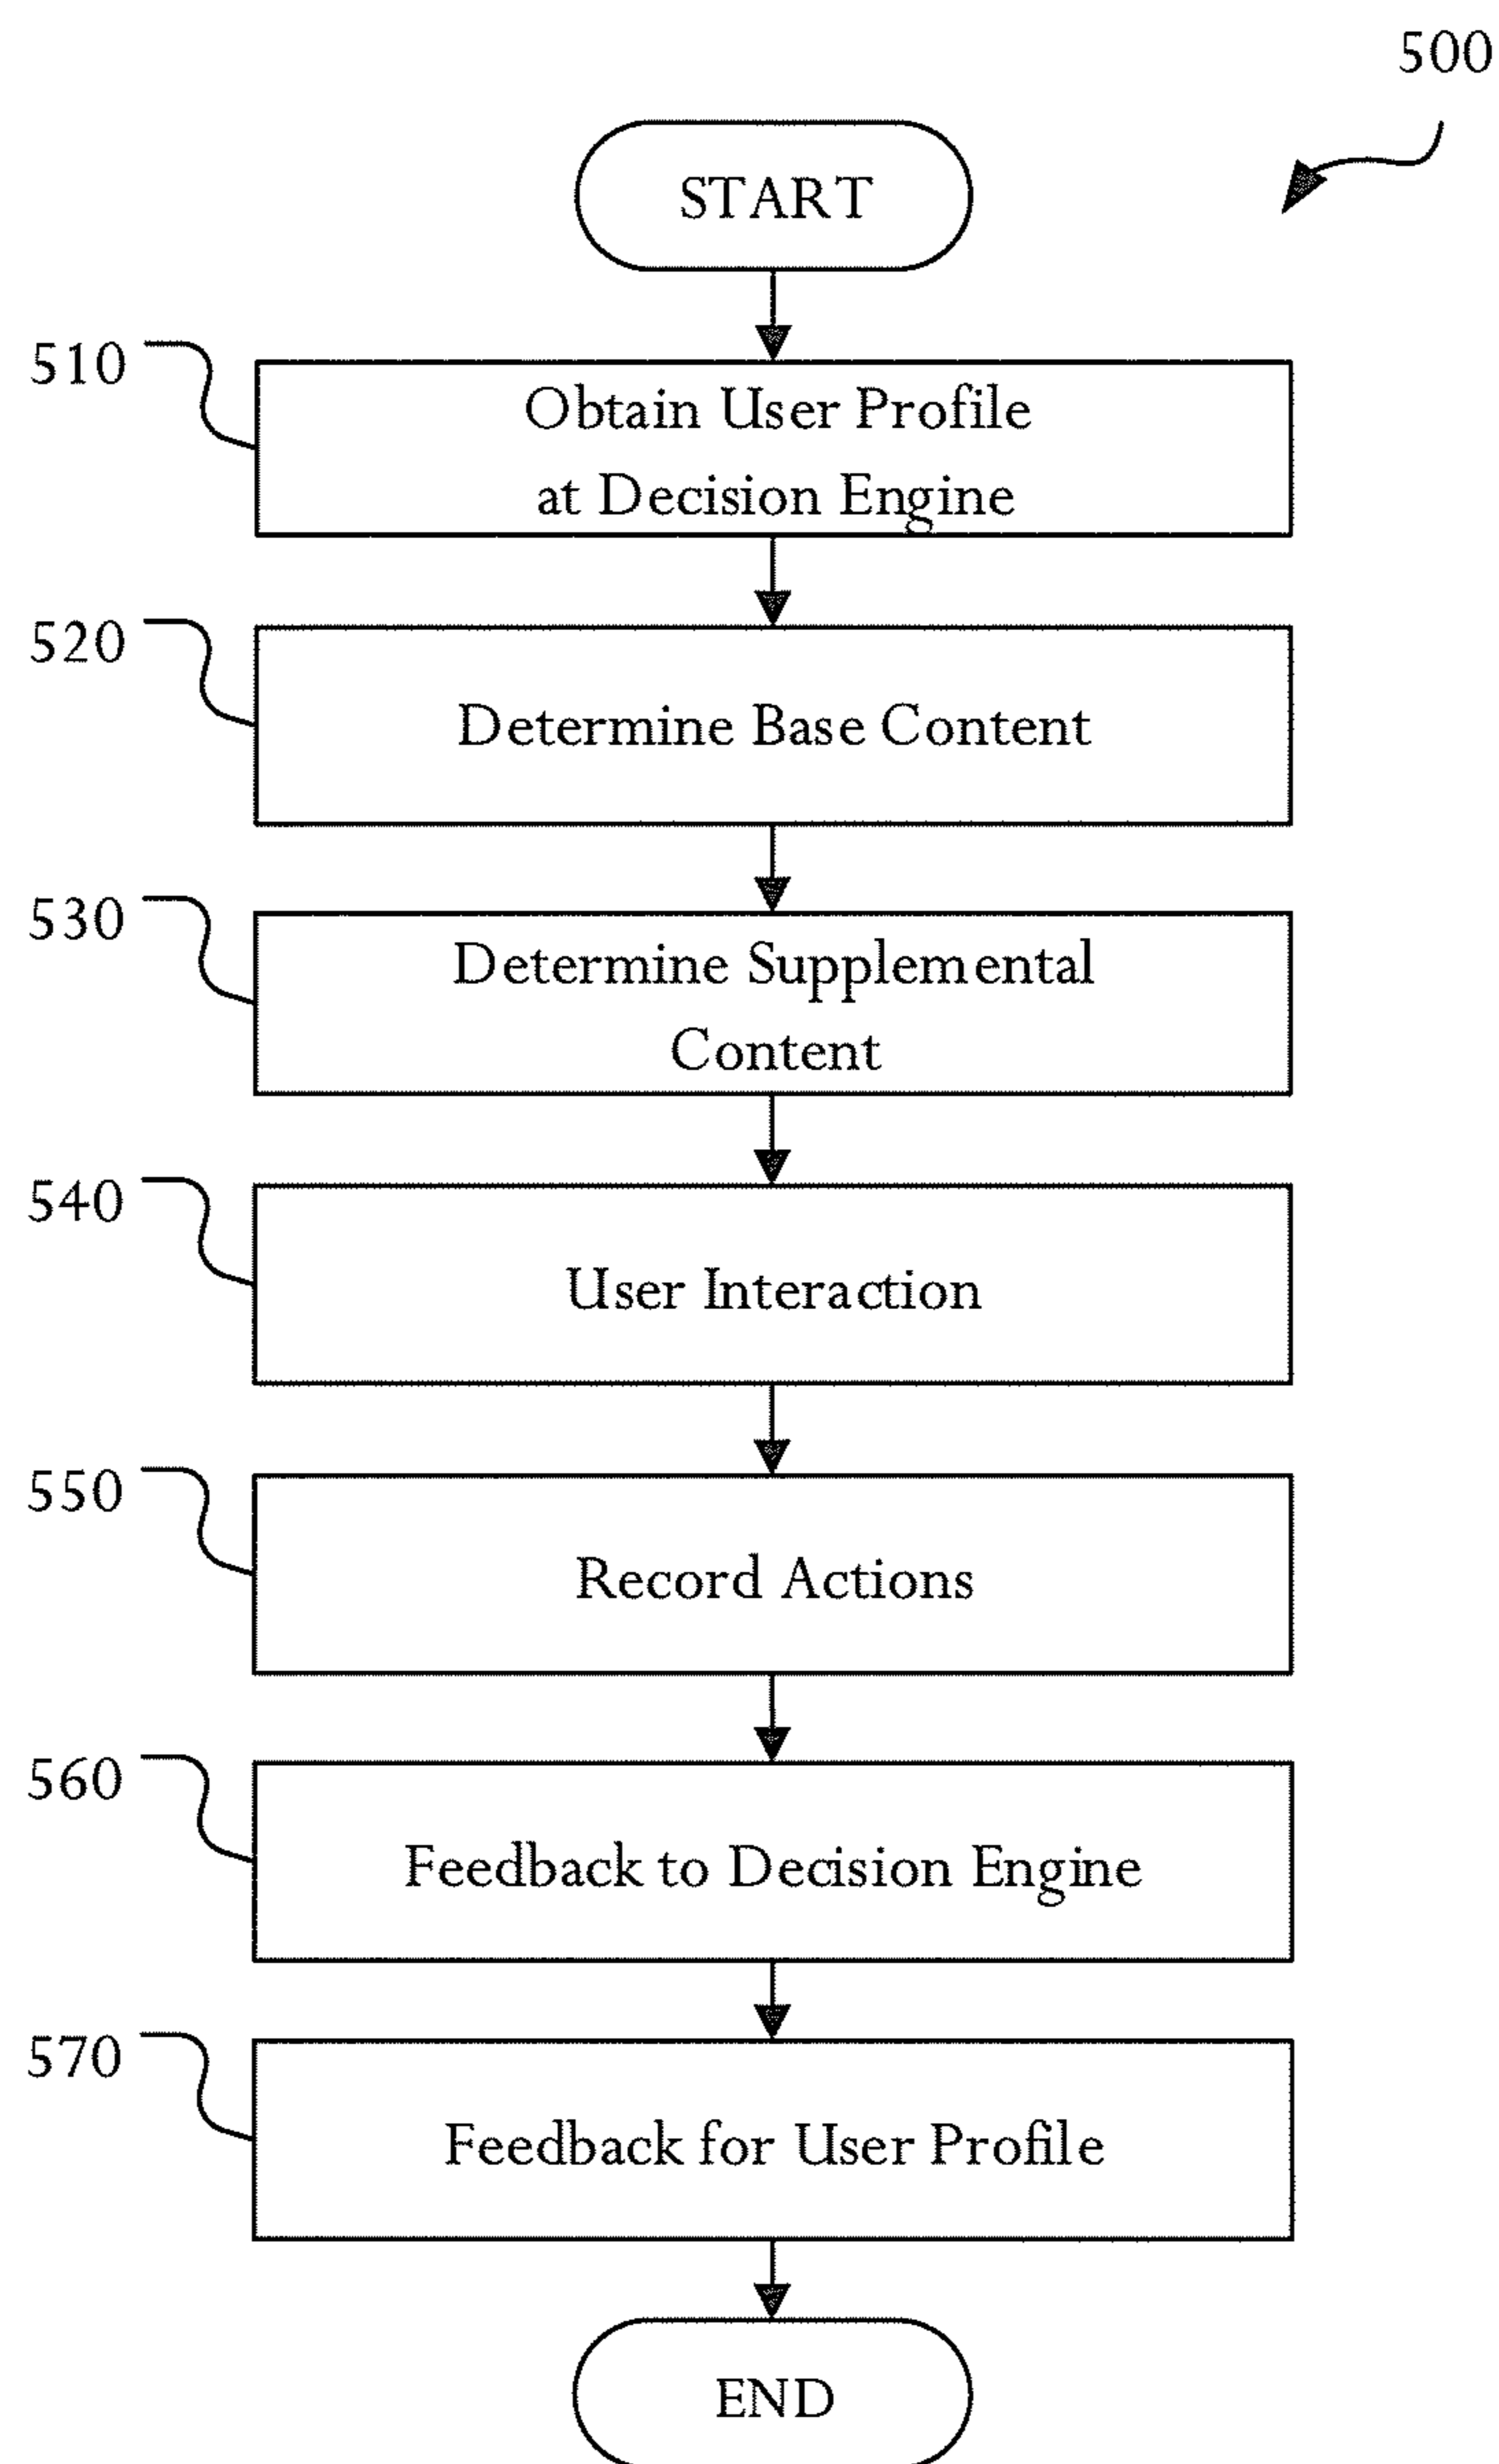 500
START
510
Obtain User Profile
at Decision Engine
520
Determine Base Content
530
Determine Supplemental
Content
540
User Interaction
550
Record Actions
560
Feedback to Decision Engine
570
Feedback for User Profile
END